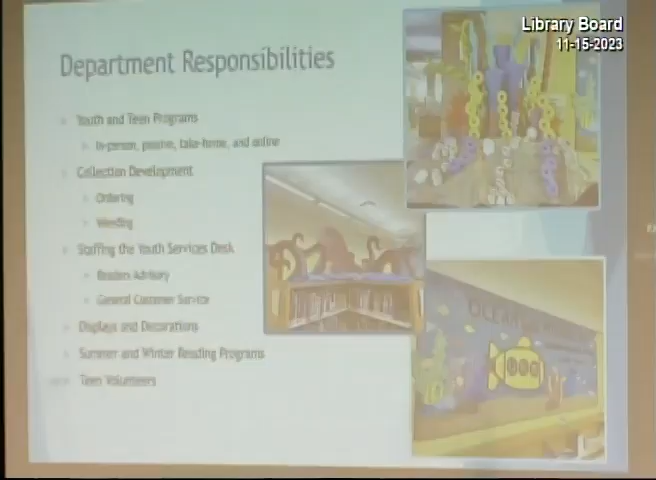 Library Board
11-15-2023
Department Responsibilities
Youth and Teen Programs
In-person, passive, take-home, and online
Collection Development
Ordering
Weeding
Staffing the Youth Services Desk
Readers Advisory
General Customer Service
Displays and Decorations
Summer and Winter Reading Programs
Teen Volunteers